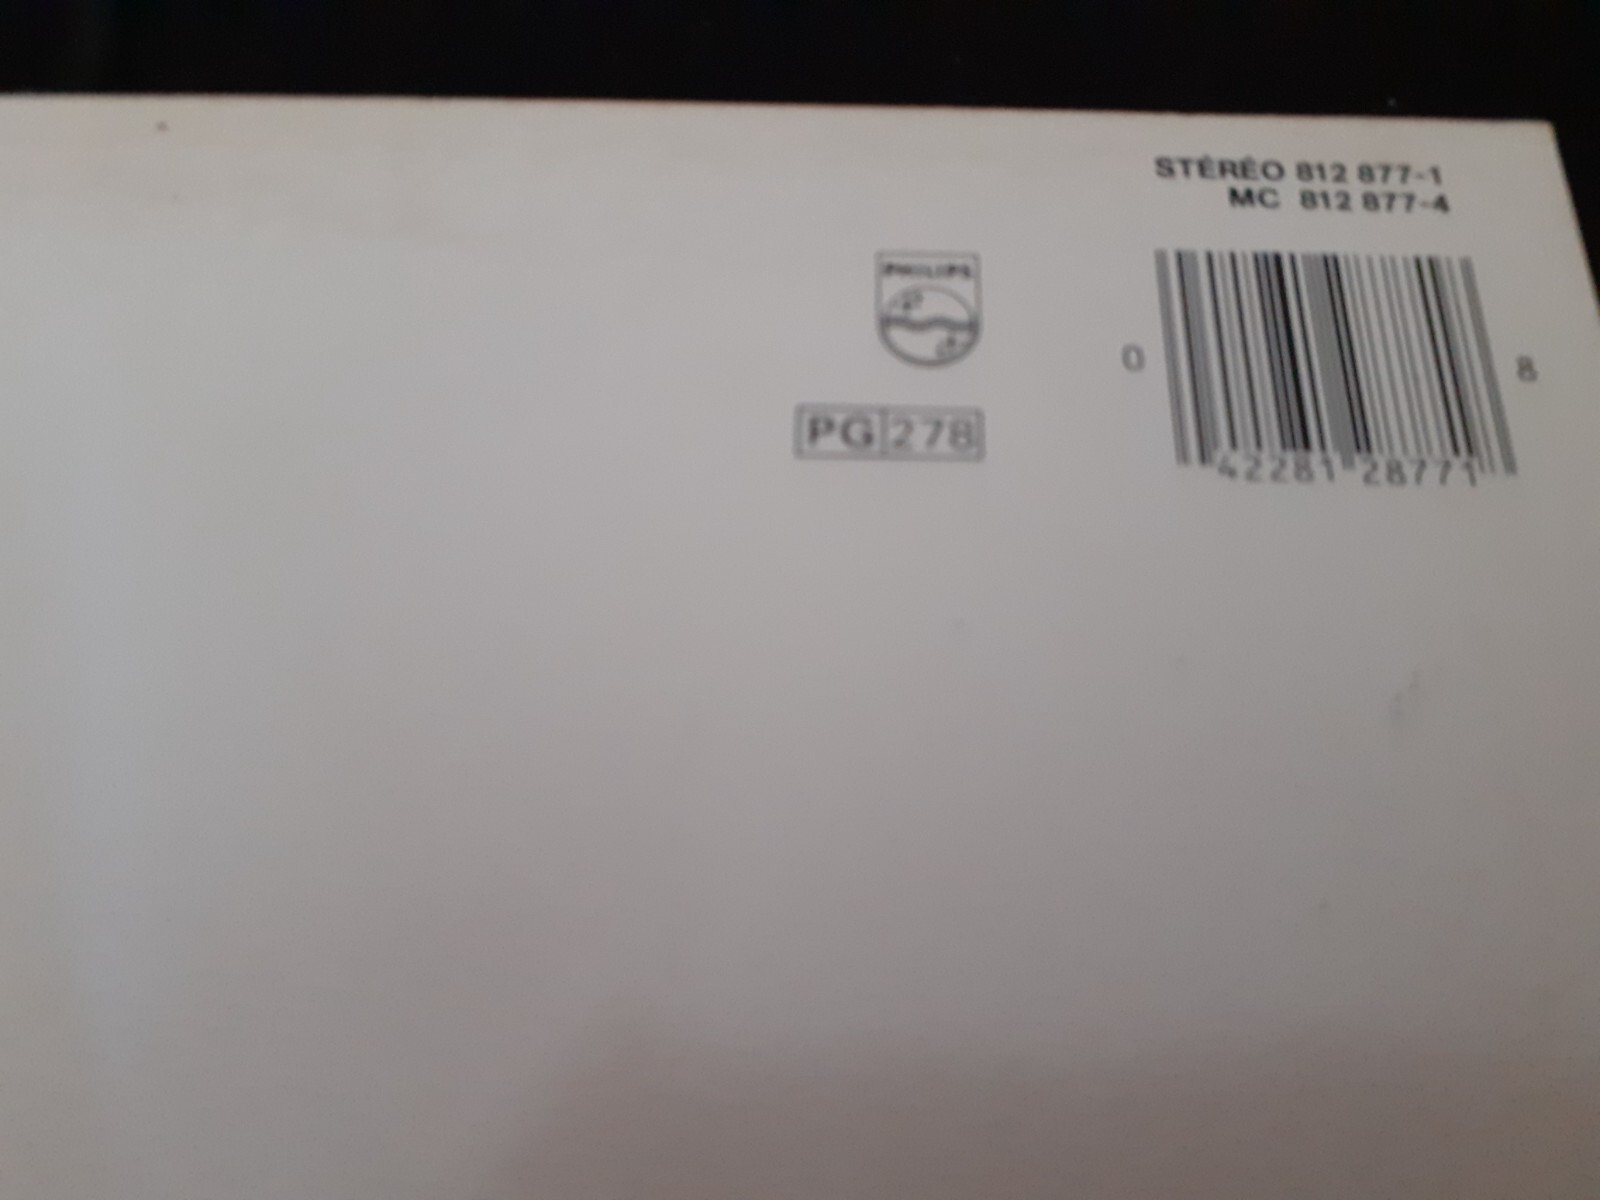 STÉRÉO 812 877-1
MC 812 877-4
PHILIPS
PG 278
0 42281 28771 8